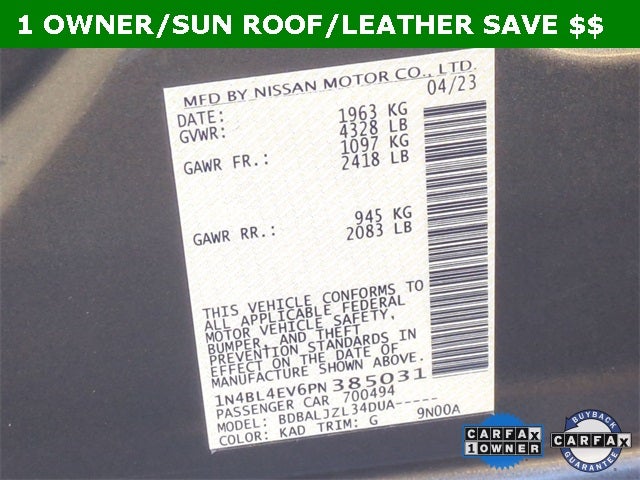 1 OWNER/SUN ROOF/LEATHER SAVE $$
MFD BY NISSAN MOTOR CO., LTD.
DATE: 04/23
GVWR: 1963 KG
4328 LB
GAWR FR.: 1097 KG
2418 LB
GAWR RR.: 945 KG
2083 LB
THIS VEHICLE CONFORMS TO
ALL APPLICABLE FEDERAL
MOTOR VEHICLE SAFETY,
BUMPER, AND THEFT
PREVENTION STANDARDS IN
EFFECT ON THE DATE OF
MANUFACTURE SHOWN ABOVE.
1N4BL4EV6PN385031
PASSENGER CAR 700494
MODEL: BDBALJZL34DUA-----
COLOR: KAD TRIM: G 9N00A
CARFAX
1 OWNER
BUYBACK
CARFAX
GUARANTEE